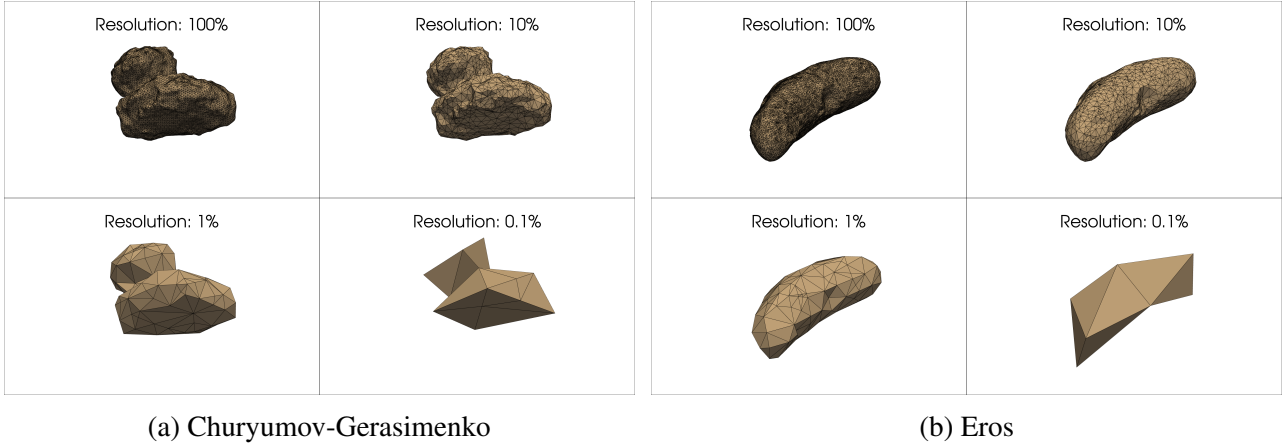 Resolution: 100%
Resolution: 10%
Resolution: 1%
Resolution: 0.1%
(a) Churyumov-Gerasimenko
Resolution: 100%
Resolution: 10%
Resolution: 1%
Resolution: 0.1%
(b) Eros